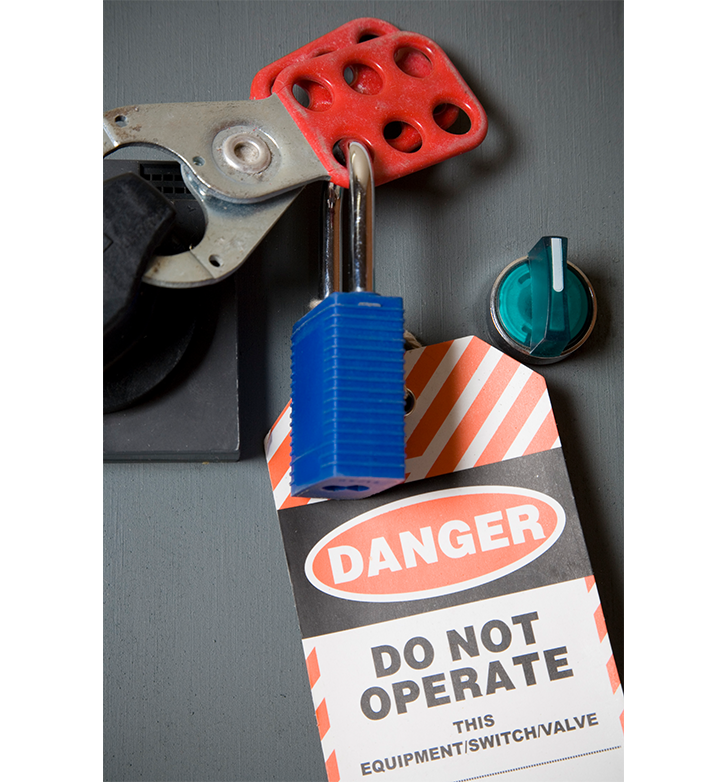 DANGER
DO NOT
OPERATE
THIS
EQUIPMENT/SWITCH/VALVE